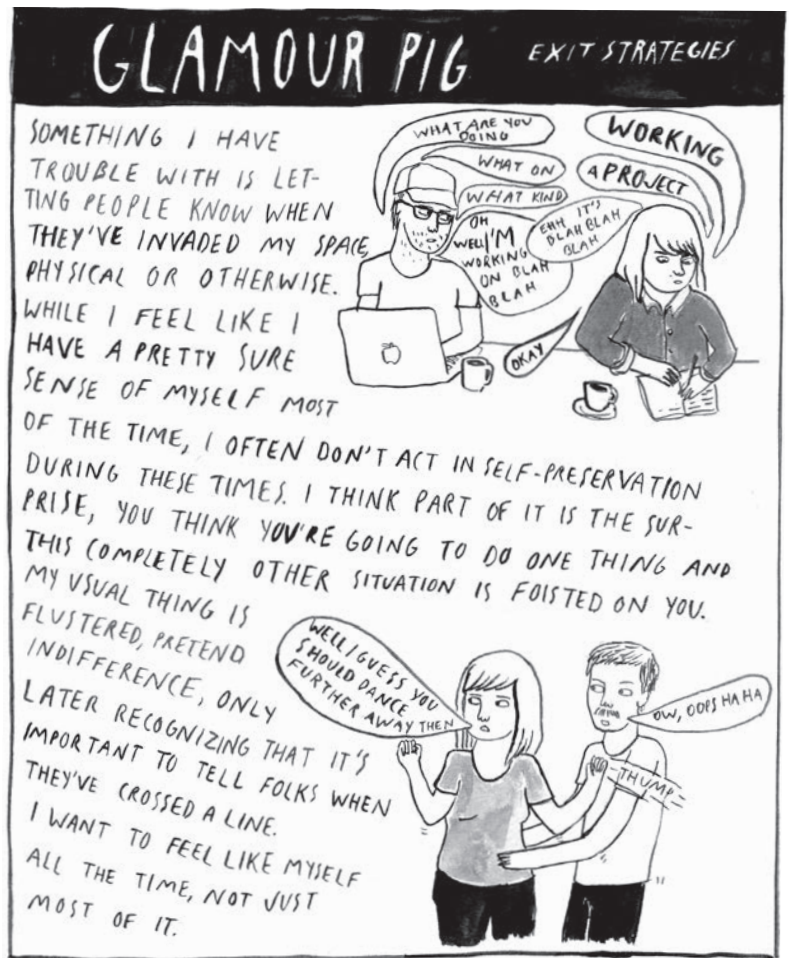 GLAMOUR PIG
EXIT STRATEGIES
SOMETHING I HAVE
TROUBLE WITH IS LET-
TING PEOPLE KNOW WHEN
THEY'VE INVADED MY SPACE,
PHYSICAL OR OTHERWISE.
WHILE I FEEL LIKE I
HAVE A PRETTY SURE
SENSE OF MYSELF MOST
OF THE TIME, I OFTEN DON'T ACT IN SELF-PRESERVATION
DURING THESE TIMES. I THINK PART OF IT IS THE SUR-
PRISE, YOU THINK YOU'RE GOING TO DO ONE THING AND
THIS COMPLETELY OTHER SITUATION IS FOISTED ON YOU.
MY USUAL THING IS
FLUSTERED, PRETEND
INDIFFERENCE, ONLY
LATER RECOGNIZING THAT IT'S
IMPORTANT TO TELL FOLKS WHEN
THEY'VE CROSSED A LINE.
I WANT TO FEEL LIKE MYSELF
ALL THE TIME, NOT JUST
MOST OF IT.
WHAT ARE YOU
DOING
WORKING
WHAT ON
A PROJECT
WHAT KIND
EHH IT'S
BLAH BLAH
BLAH
OH
WELL I'M
WORKING
ON BLAH
BLAH
OKAY
WELL I GUESS YOU
SHOULD DANCE
FURTHER AWAY THEN
OW, OOPS HA HA
THUMP